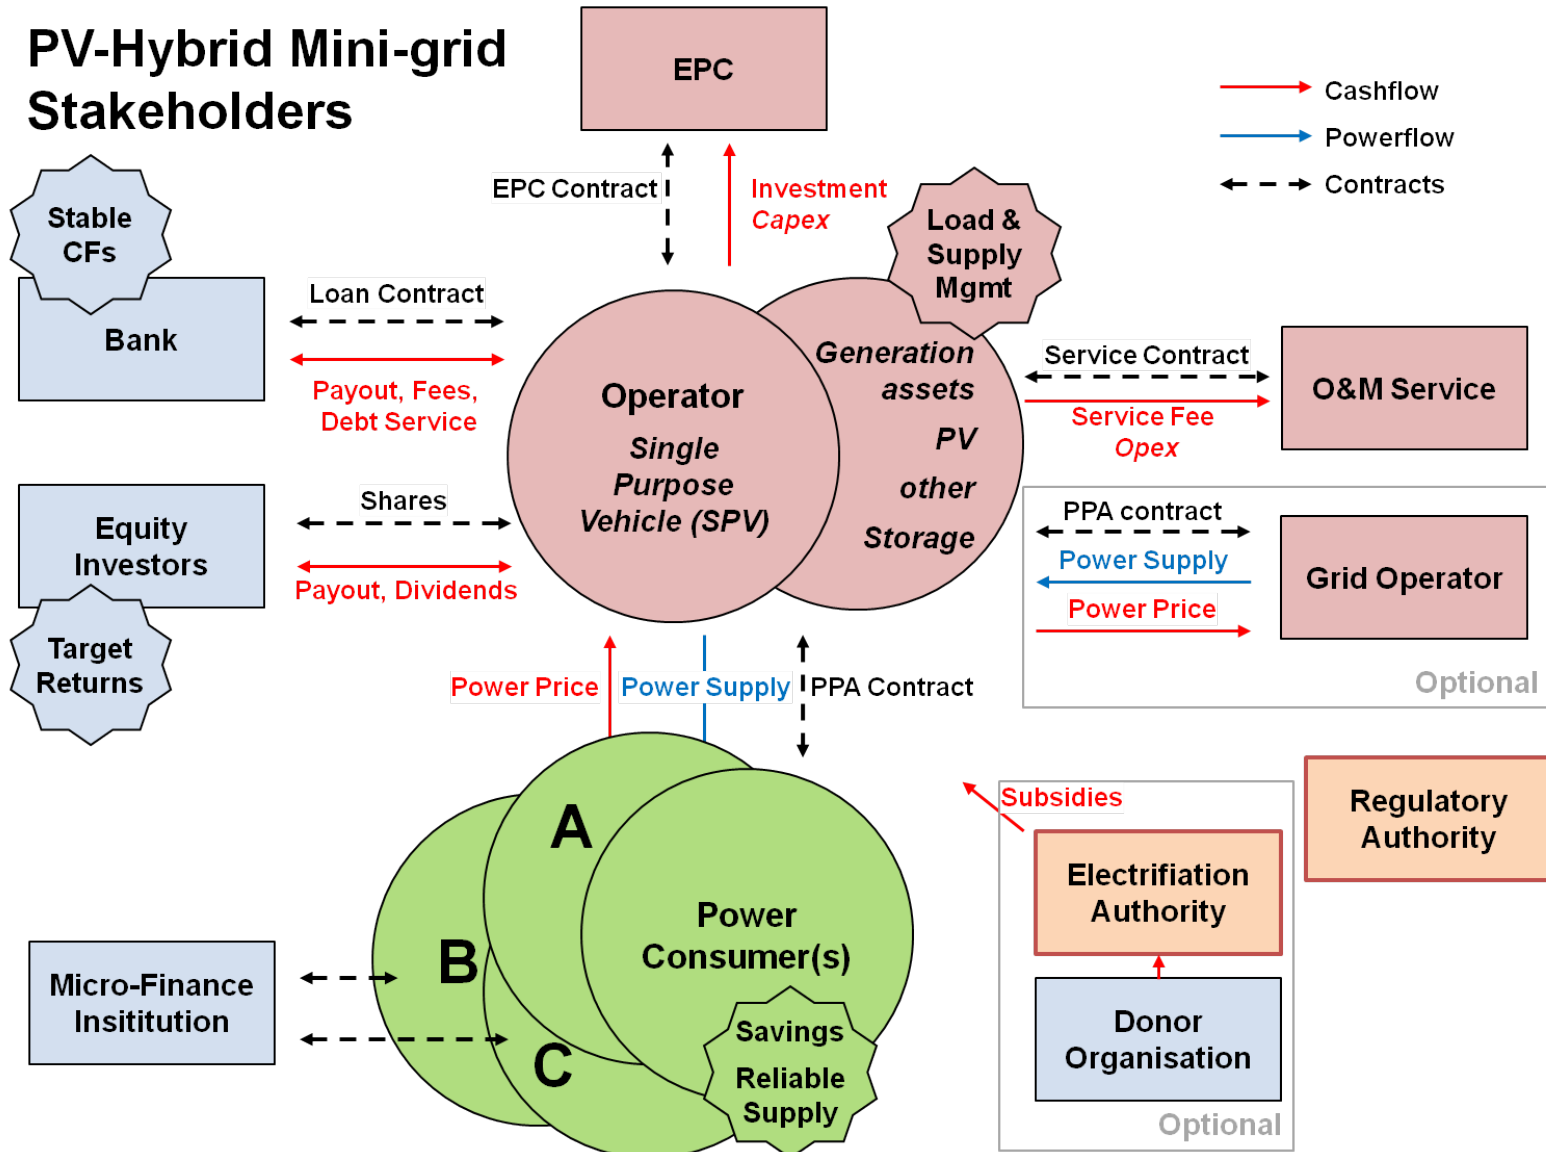 PV-Hybrid Mini-grid
Stakeholders
EPC
Cashflow
Powerflow
Contracts
EPC Contract
Investment
Capex
Stable
CFs
Bank
Loan Contract
Payout, Fees,
Debt Service
Load &
Supply
Mgmt
Operator
Single
Purpose
Vehicle (SPV)
Generation
assets
PV
other
Storage
Service Contract
Service Fee
Opex
O&M Service
Equity
Investors
Target
Returns
Shares
Payout, Dividends
PPA contract
Power Supply
Power Price
Grid Operator
Optional
Power Price
Power Supply
PPA Contract
A
B
C
Power
Consumer(s)
Savings
Reliable
Supply
Micro-Finance
Insititution
Subsidies
Electrifiation
Authority
Donor
Organisation
Optional
Regulatory
Authority